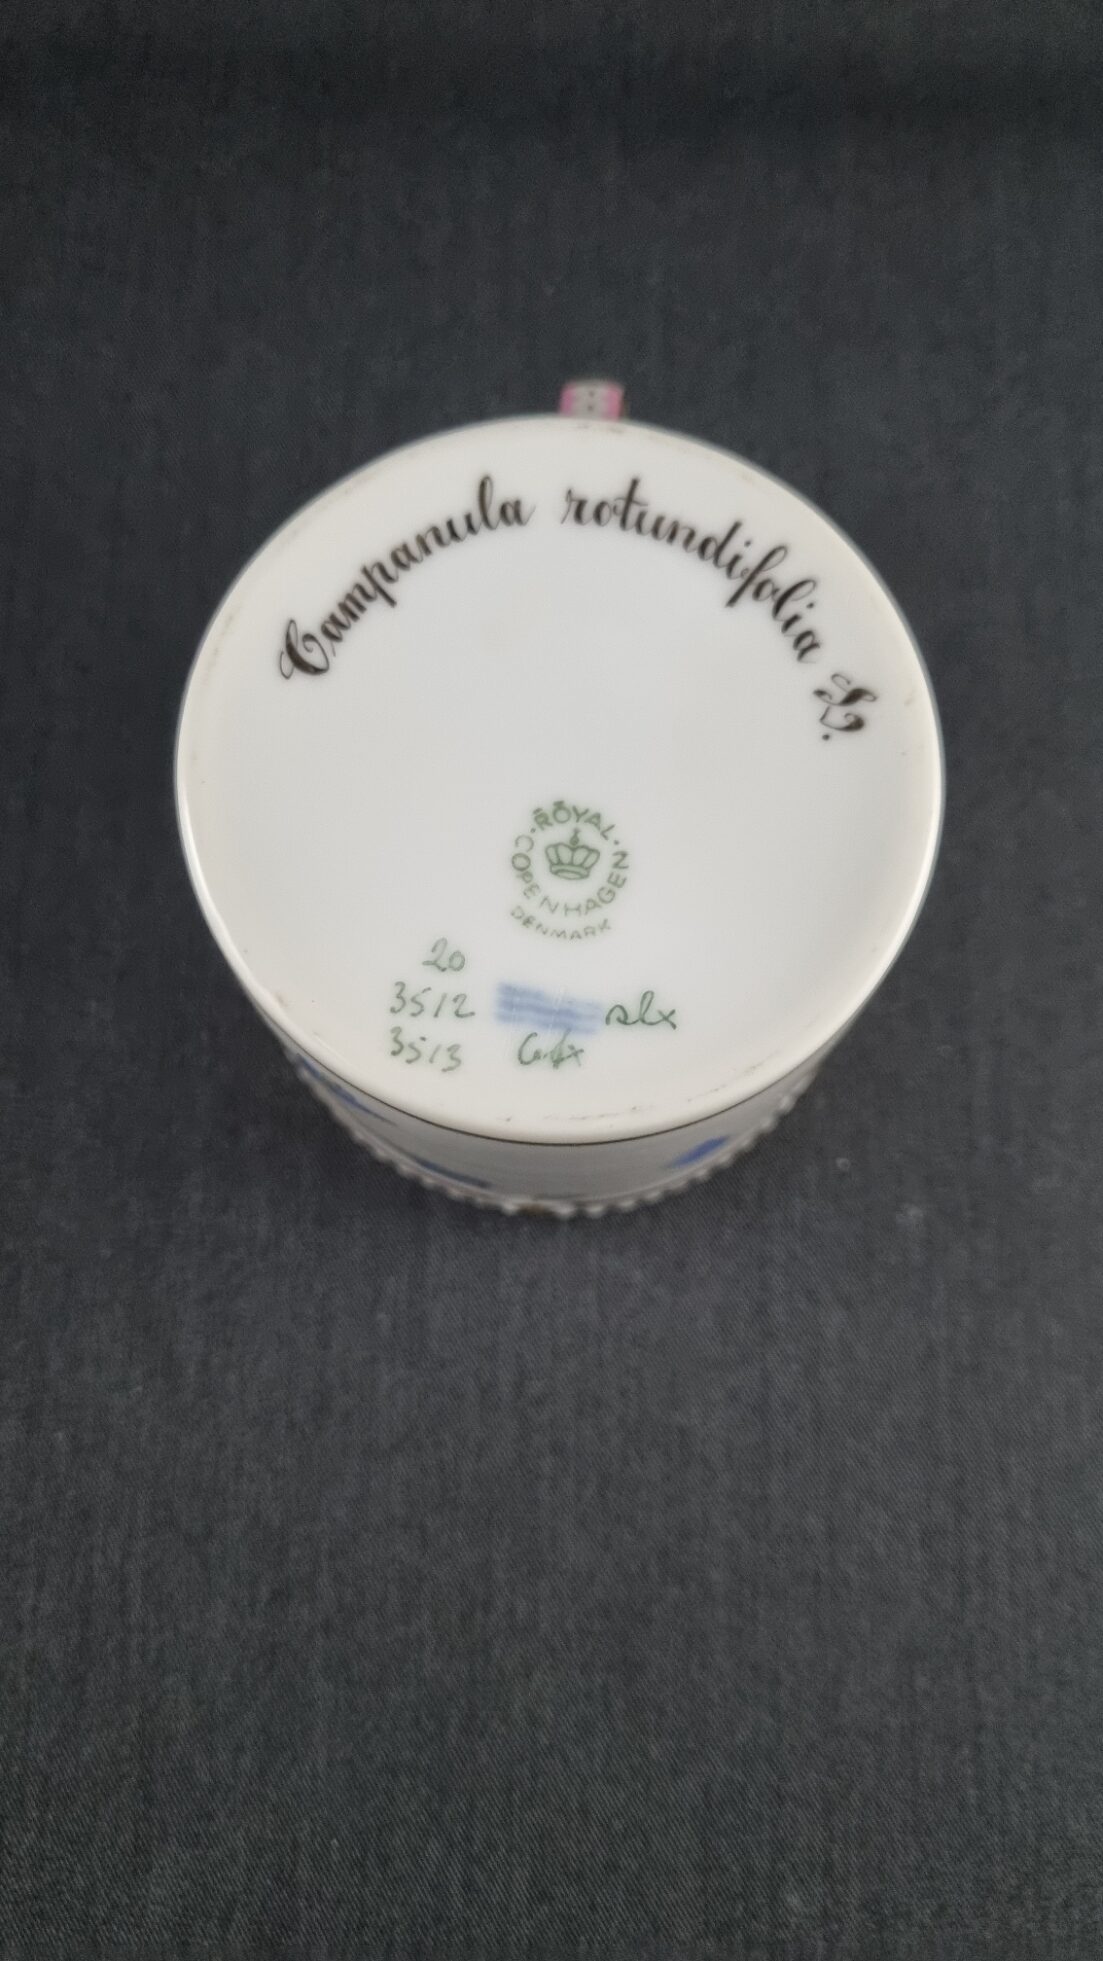 Campanula rotundifolia L.
ROYAL
COPENHAGEN
DENMARK
20
3512
3513